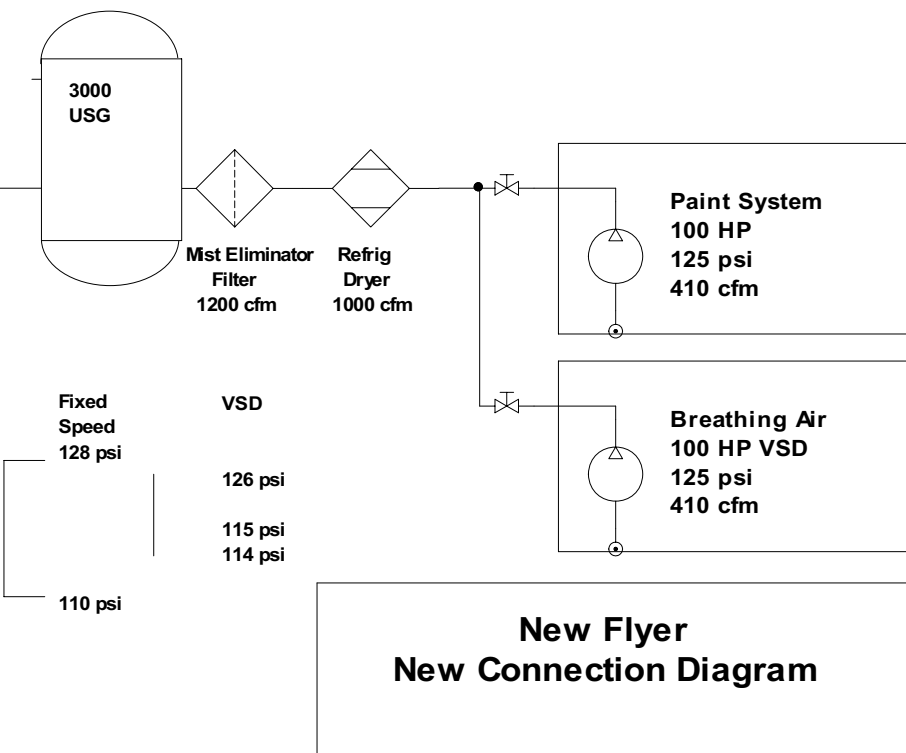 3000
USG
Mist Eliminator
Filter
1200 cfm
Refrig
Dryer
1000 cfm
Paint System
100 HP
125 psi
410 cfm
Breathing Air
100 HP VSD
125 psi
410 cfm
Fixed
Speed
128 psi
110 psi
VSD
126 psi
115 psi
114 psi
New Flyer
New Connection Diagram